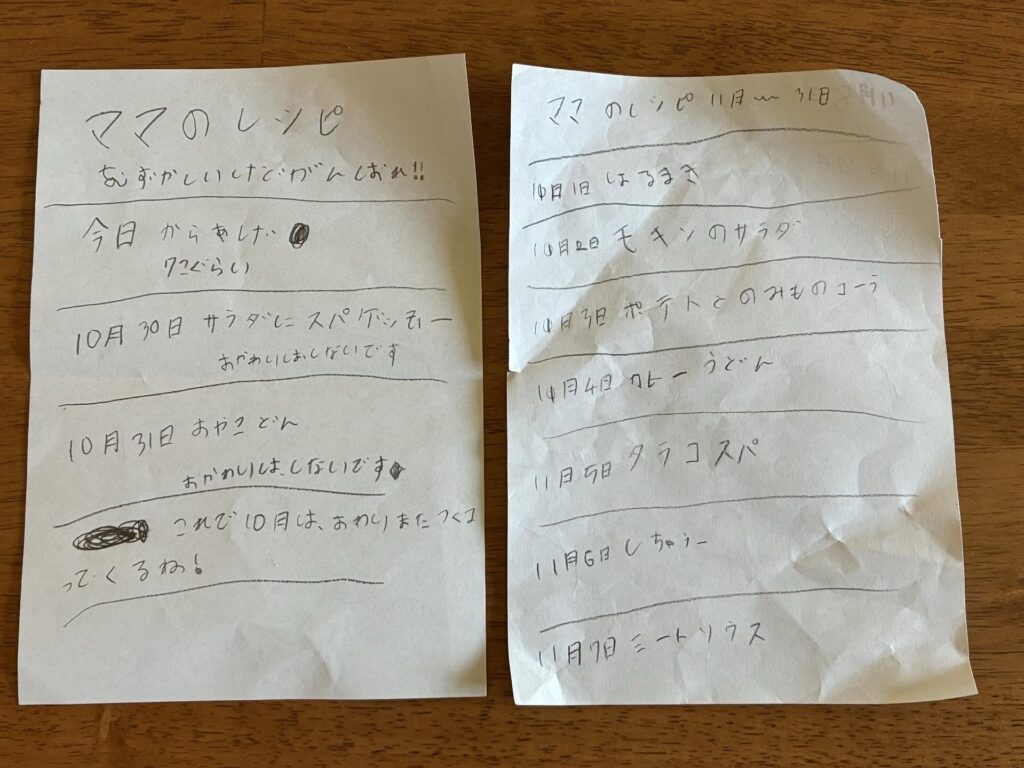 ママのレシピ
むずかしいけどがんばれ!!
今日 からあげ
7こぐらい
10月30日 サラダにスパゲッティー
おかわりはしないです
10月31日 おやこどん
おかわりは、しないです
これで10月は、おわりまたつくて
ってくるね!
ママのレシピ 11月〜31日
11月1日 はるまき
11月2日 モキンのサラダ
11月3日 ポテトとのみものコーラ
11月4日 カレーうどん
11月5日 タラコスパ
11月6日 しちゅー
11月7日 ミートソウス